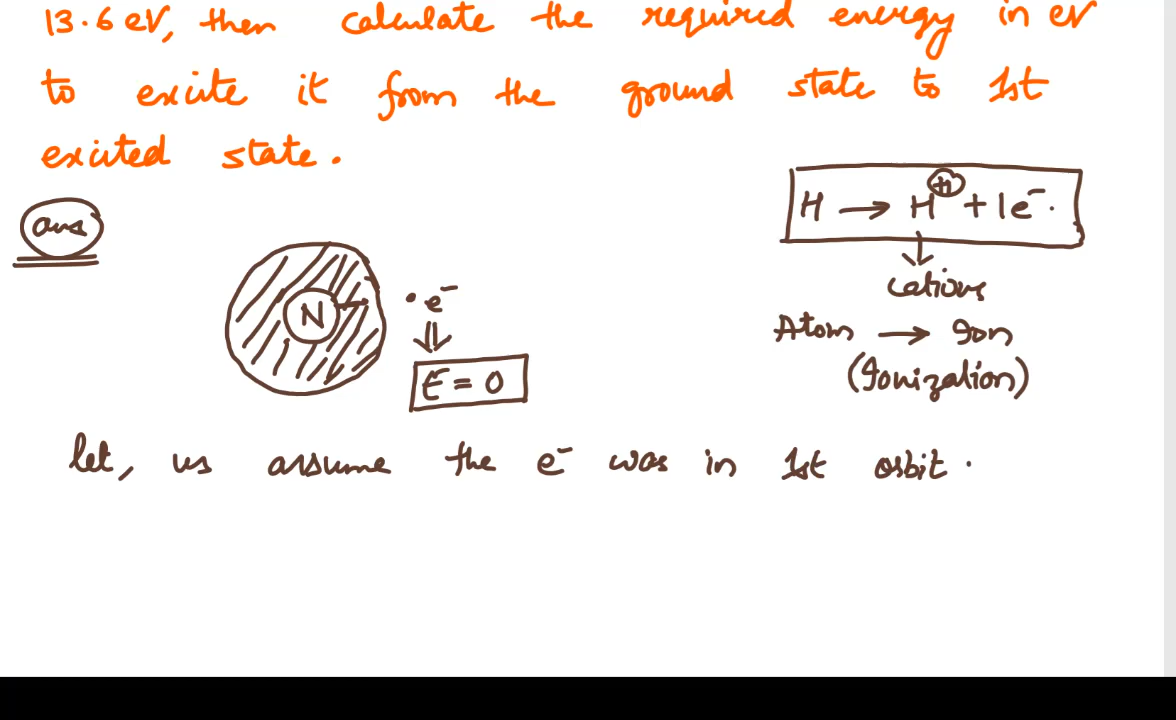 13.6 eV, then calculate the required energy in eV
to excite it from the ground state to 1st
excited state.
ans
H → H⁺ + 1e⁻.
↓
cations
Atom → Ion
(Ionization)
N
e⁻
⇓
E = 0
let, us assume the e⁻ was in 1st orbit.